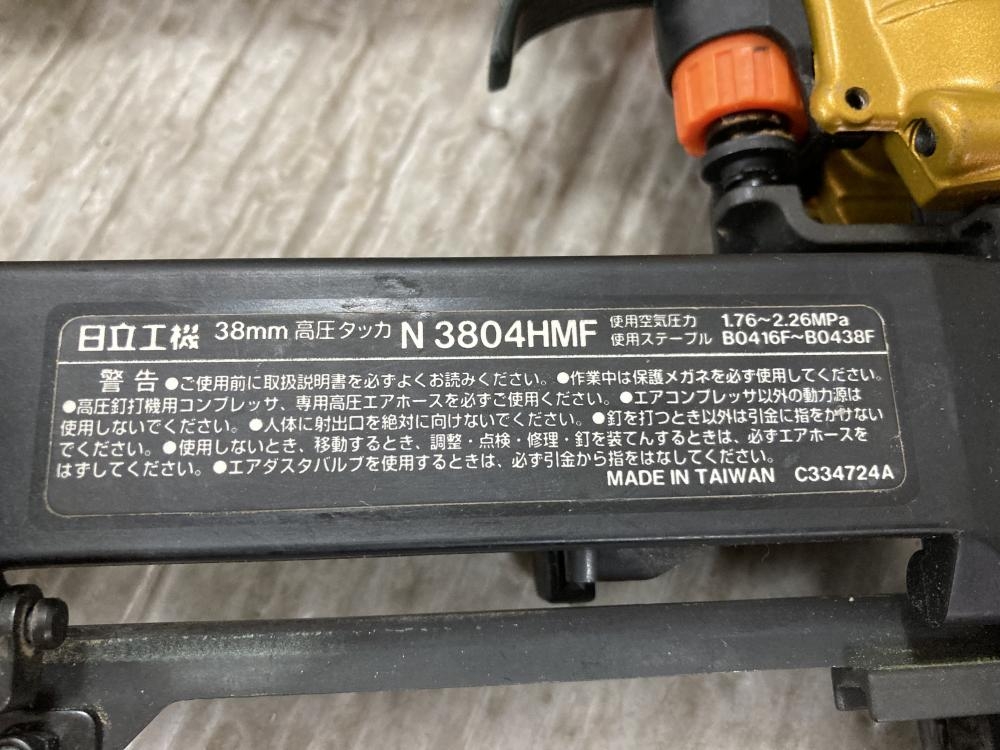 日立工機 38mm 高圧タッカ N 3804HMF 使用空気圧力 1.76~2.26MPa
使用ステープル B0416F~B0438F
警告 ●ご使用前に取扱説明書を必ずよくお読みください。●作業中は保護メガネを必ず使用してください。
●高圧釘打機用コンプレッサ、専用高圧エアホースを必ずご使用ください。●エアコンプレッサ以外の動力源は
使用しないでください。●人体に射出口を絶対に向けないでください。●釘を打つとき以外は引金に指をかけない
でください。●使用しないとき、移動するとき、調整・点検・修理・釘を装てんするときは、必ずエアホースを
はずしてください。●エアダスタバルブを使用するときは、必ず引金から指をはなしてください。
MADE IN TAIWAN C334724A